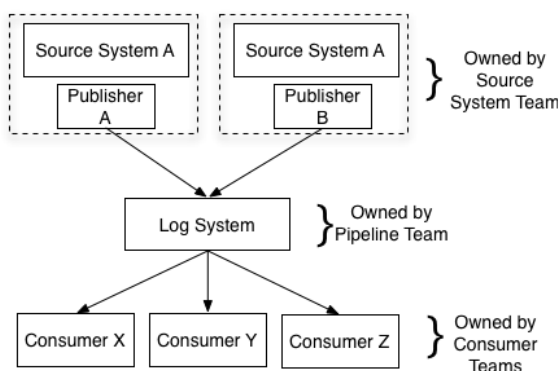 Source System A
Source System A
Owned by
Source
System Team
Publisher
A
Publisher
B
Log System
Owned by
Pipeline Team
Consumer X
Consumer Y
Consumer Z
Owned by
Consumer
Teams